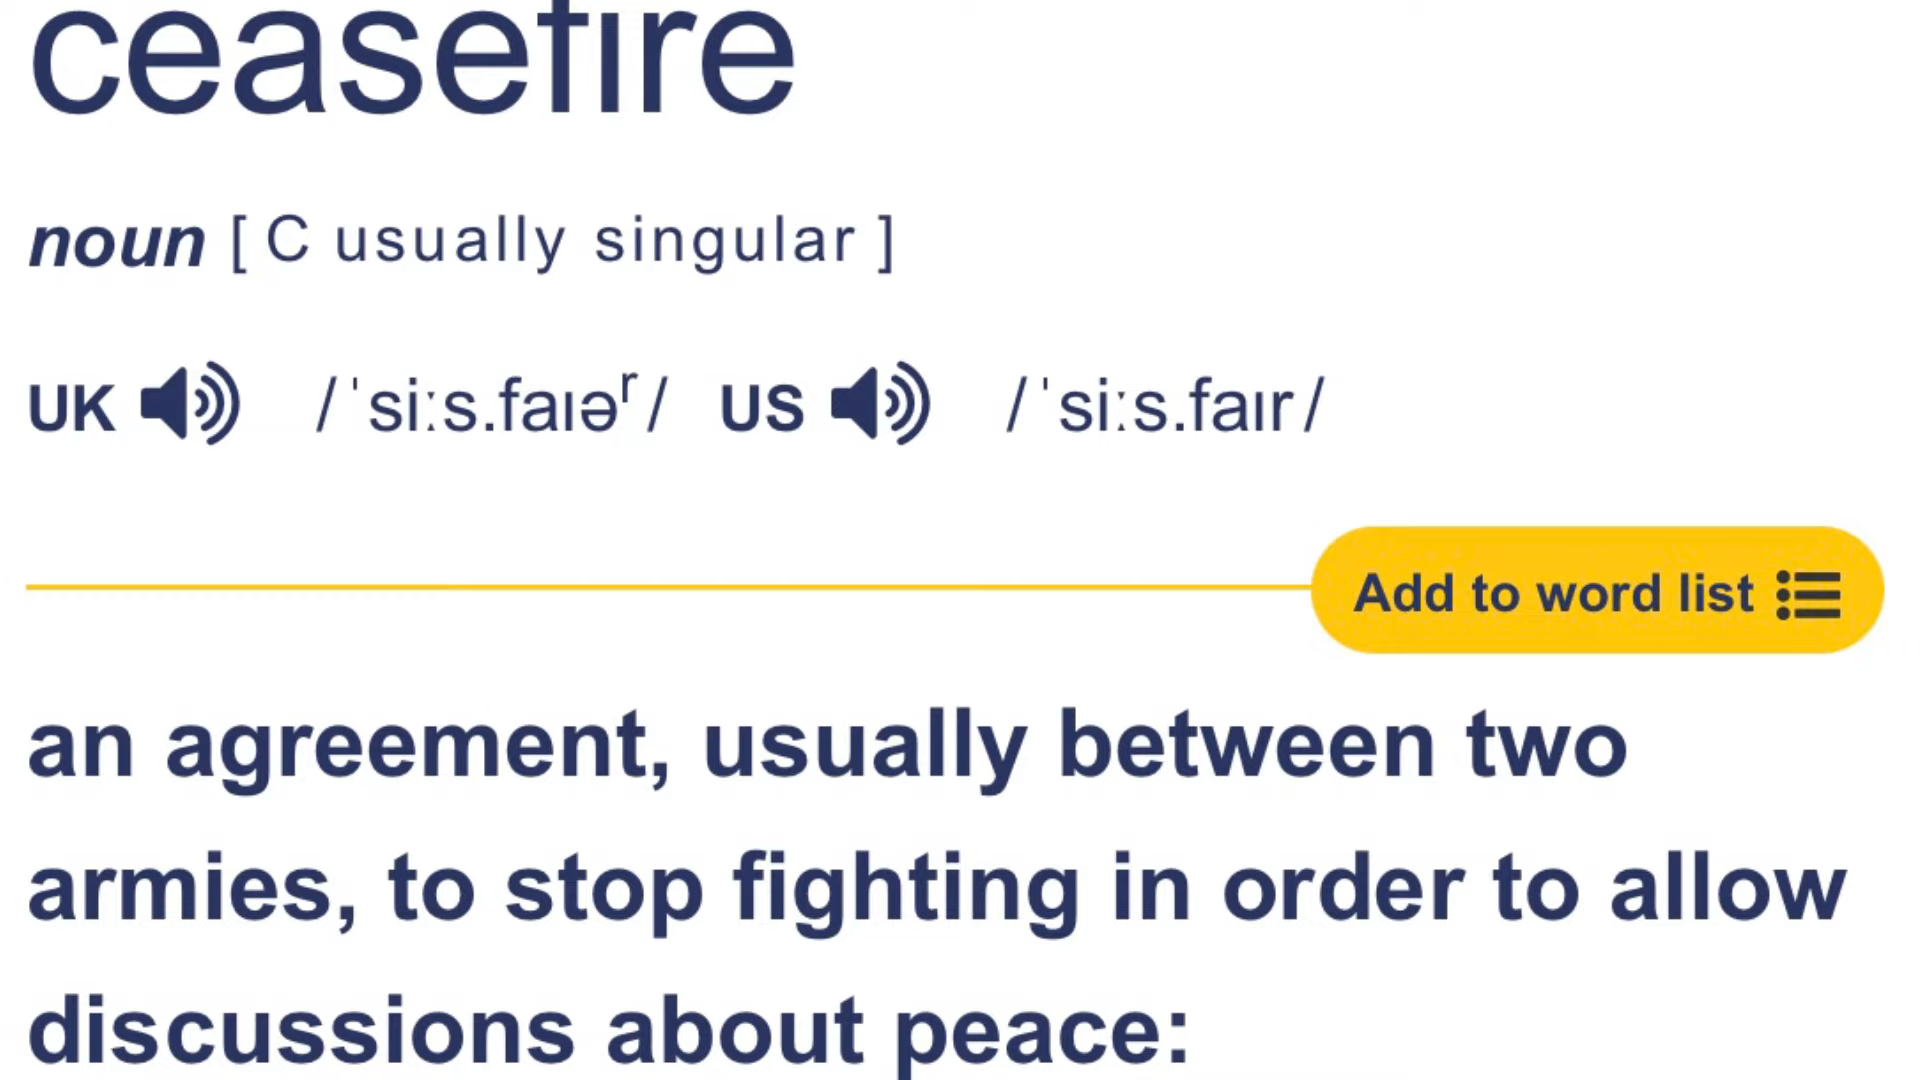 ceasefire
noun [ C usually singular ]
UK /ˈsiːs.faɪəʳ/ US /ˈsiːs.faɪr/
Add to word list
an agreement, usually between two
armies, to stop fighting in order to allow
discussions about peace: